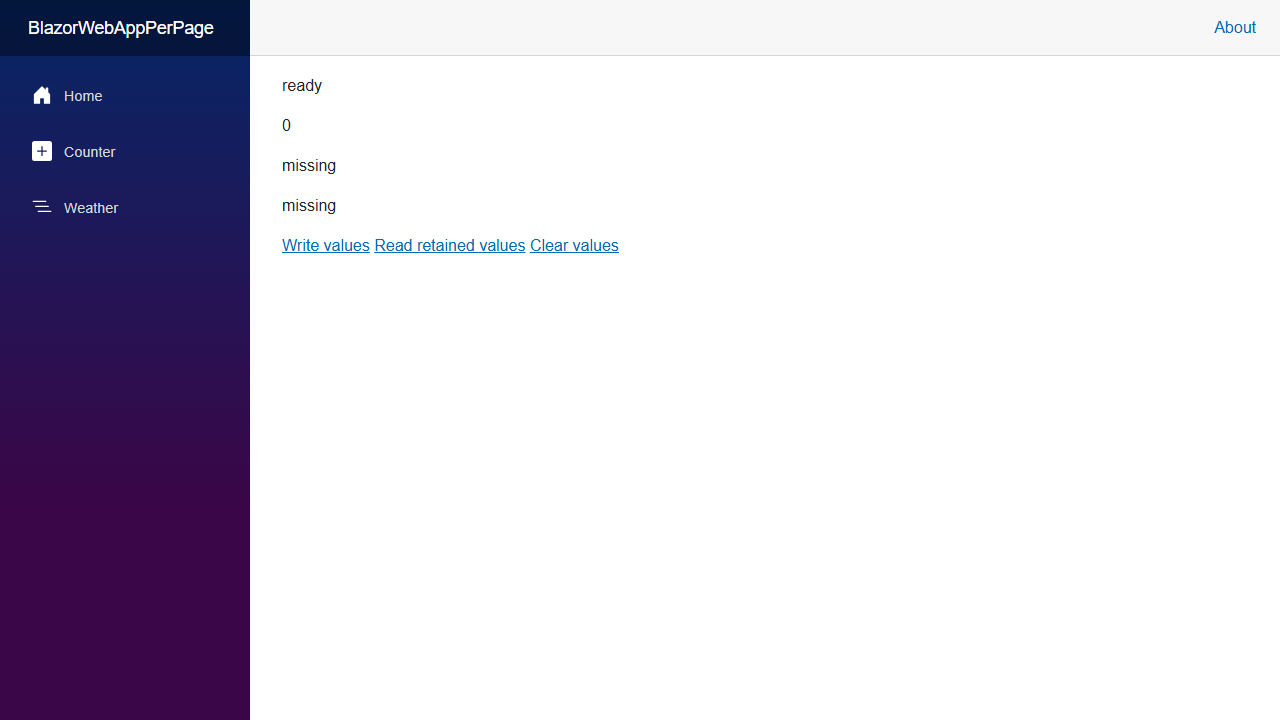 BlazorWebAppPerPage
About
Home
Counter
Weather
ready
0
missing
missing
Write values Read retained values Clear values